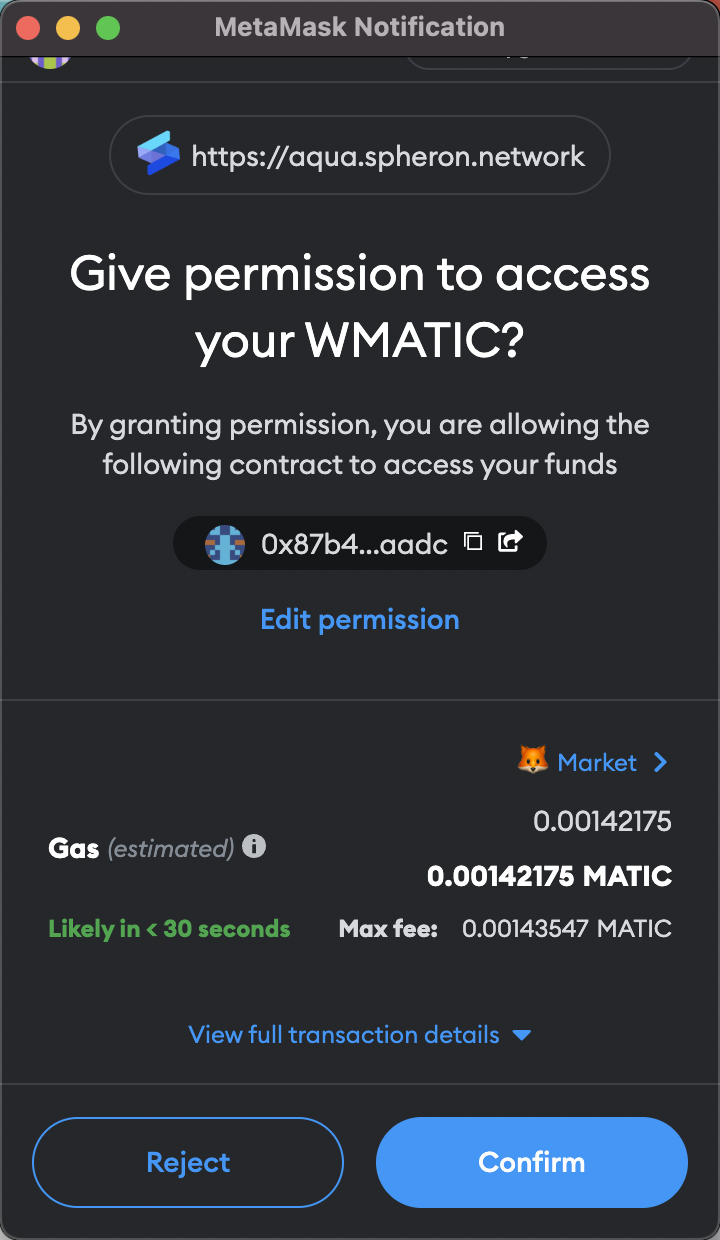 MetaMask Notification
https://aqua.spheron.network
Give permission to access
your WMATIC?
By granting permission, you are allowing the
following contract to access your funds
0x87b4...aadc
Edit permission
Market
0.00142175
Gas (estimated)
0.00142175 MATIC
Likely in < 30 seconds Max fee: 0.00143547 MATIC
View full transaction details
Reject Confirm